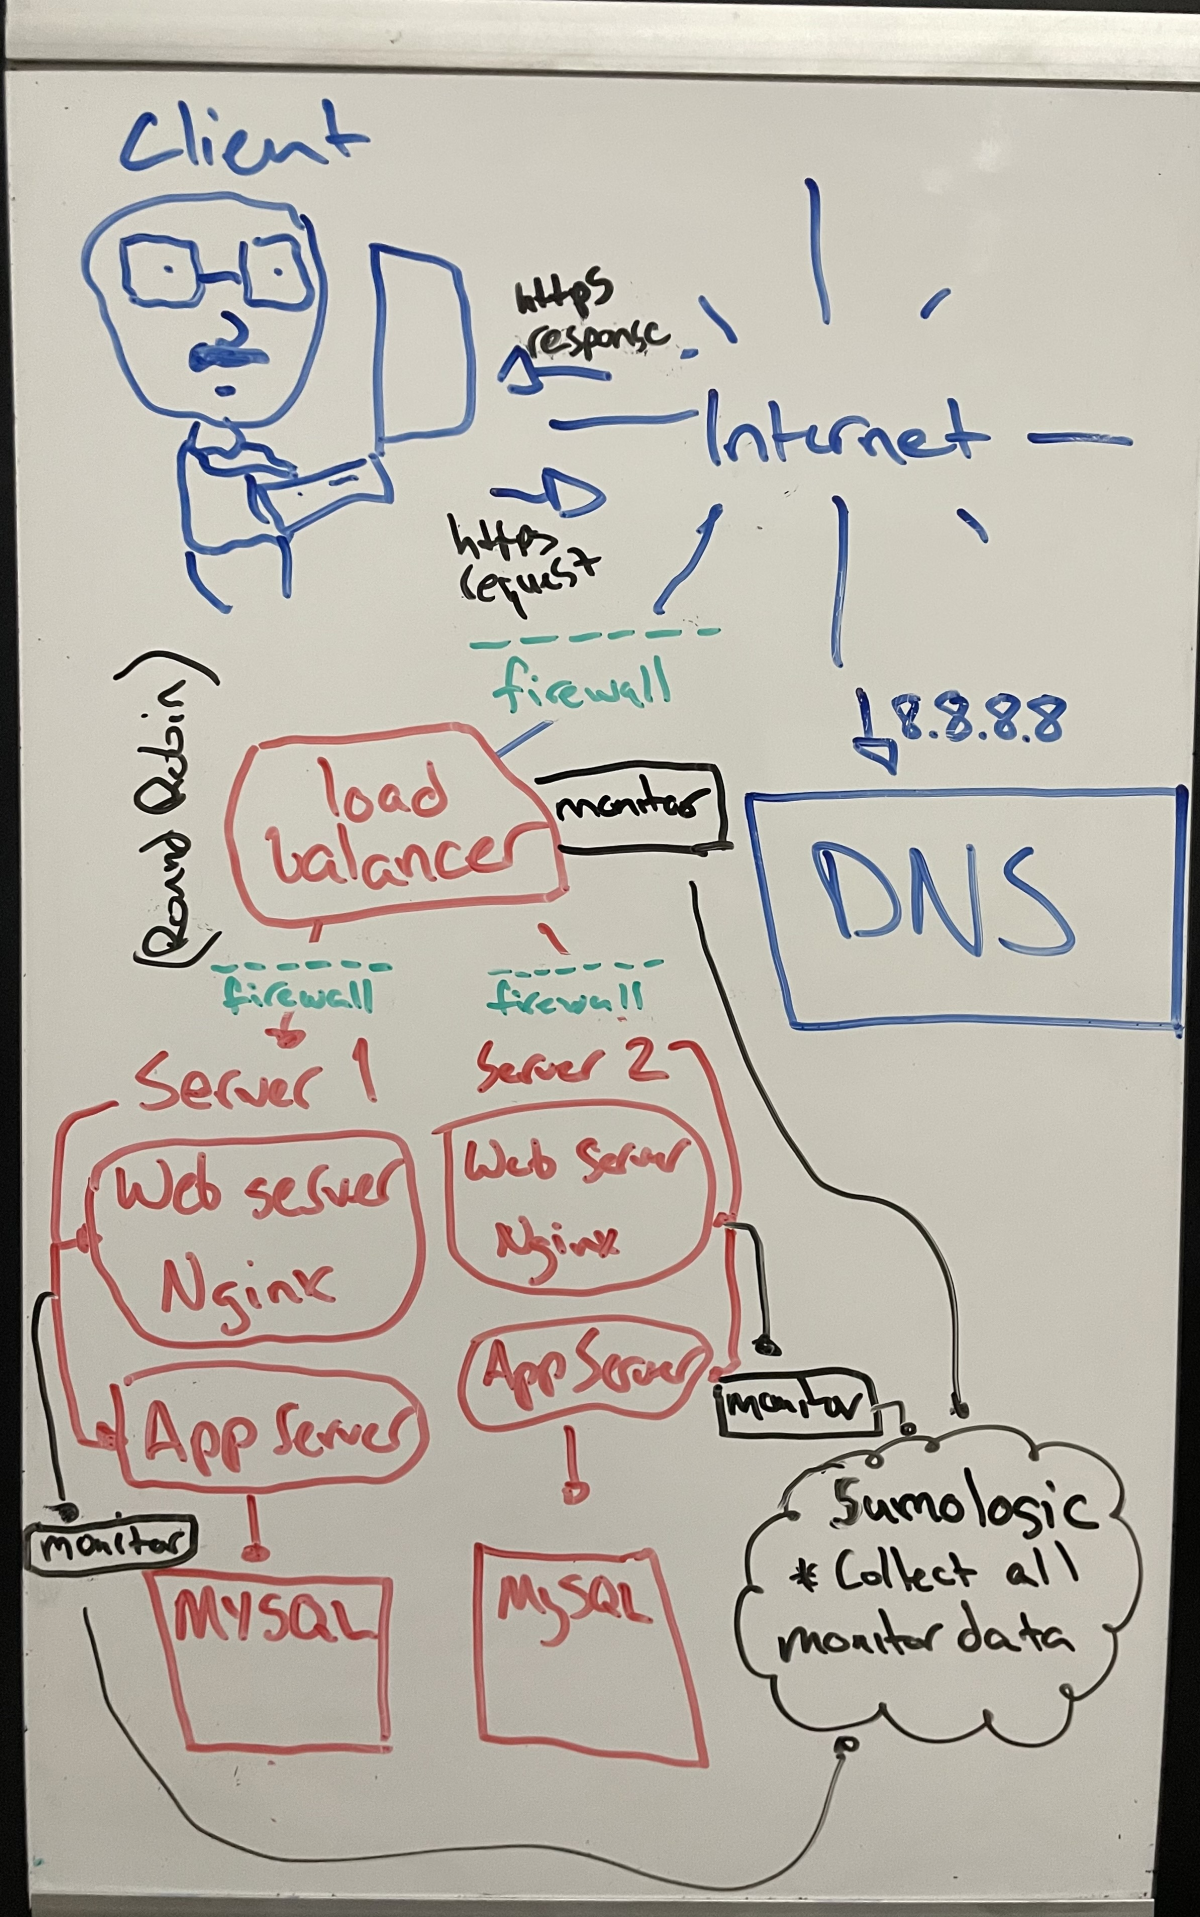 Client
https
response
Internet
https
request
firewall
8.8.8.8
(Round Robin)
load
balancer
monitor
DNS
firewall
firewall
Server 1
Server 2
Web server
Nginx
Web Server
Nginx
App Server
App Server
monitor
monitor
MYSQL
MySQL
Sumologic
* Collect all
monitor data